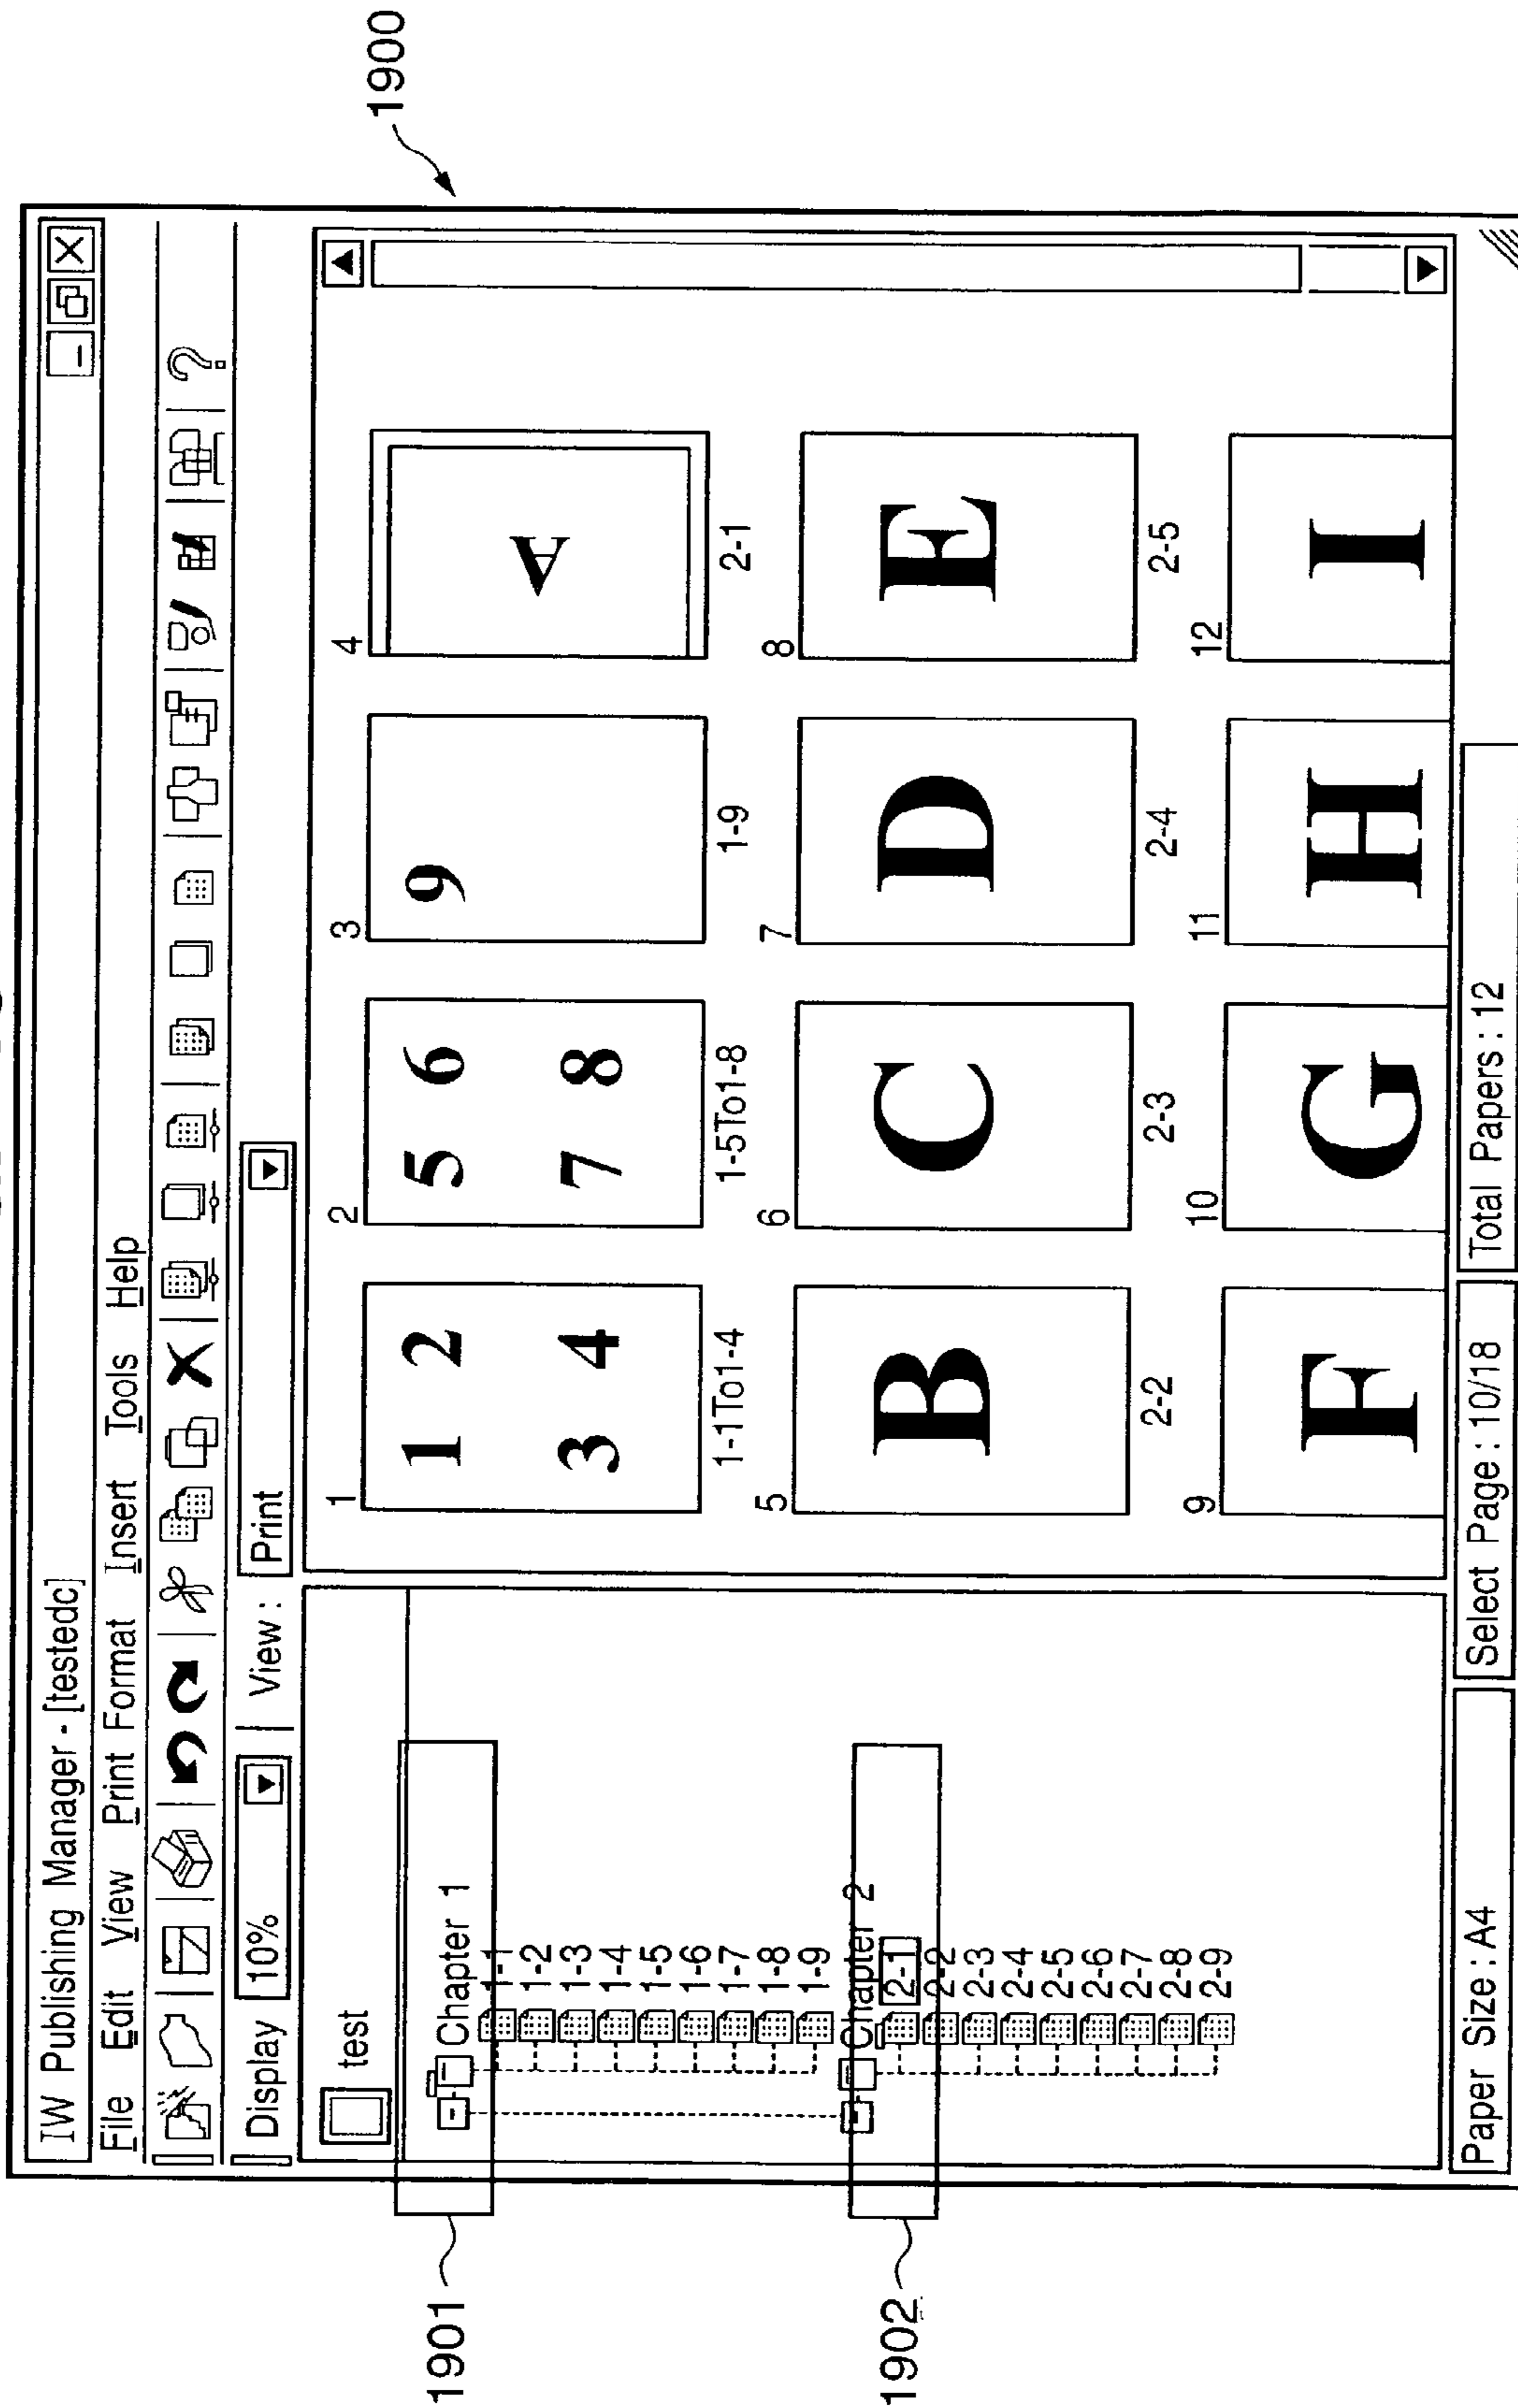 1900
IW Publishing Manager - [testedc]
File Edit View Print Format Insert Tools Help
?
Display 10% View: Print
test
1901
Chapter 1
1-1
1-2
1-3
1-4
1-5
1-6
1-7
1-8
1-9
1902
Chapter 2
2-1
2-2
2-3
2-4
2-5
2-6
2-7
2-8
2-9
1 2 3 4
1 2 5 6 9 A
3 4 7 8
1-1To1-4 1-5To1-8 1-9 2-1
5 6 7 8
B C D E
2-2 2-3 2-4 2-5
9 10 11 12
F G H I
Paper Size : A4 Select Page : 10/18 Total Papers : 12